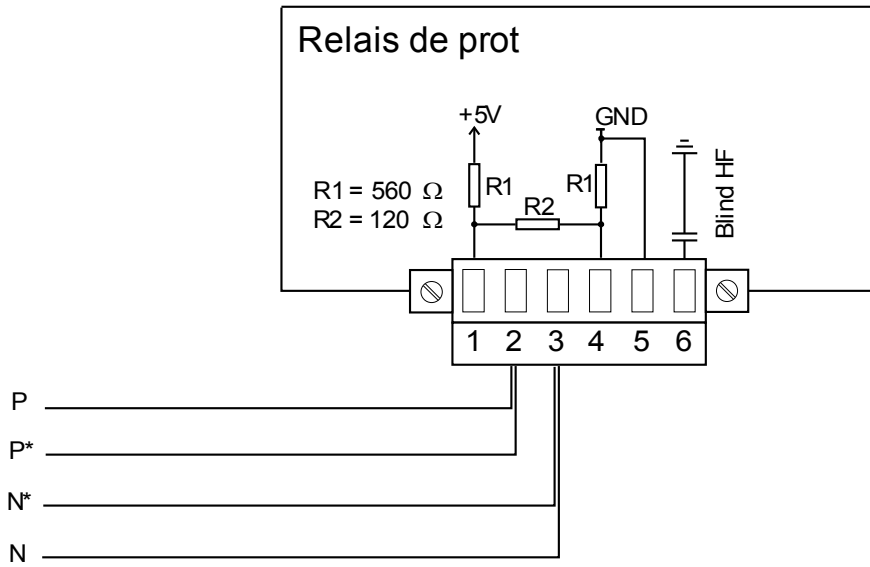 Relais de prot
+5V
GND
R1 = 560 Ω
R2 = 120 Ω
R1
R2
R1
Blind HF
1 2 3 4 5 6
P
P*
N*
N